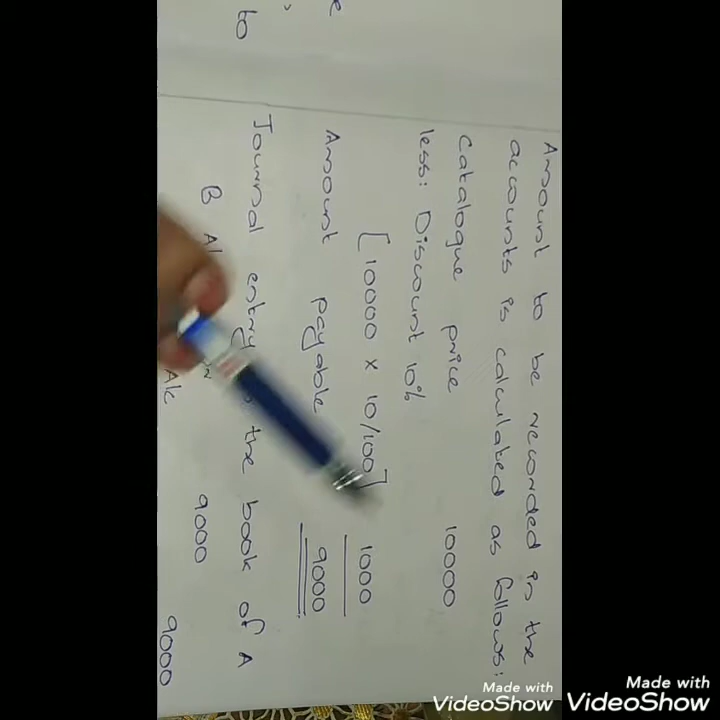 Amount to be recorded in the
accounts is calculated as follows:
Catalogue price 10000
less: Discount 10%
[10000 x 10/100] 1000
Amount payable 9000
Journal entry the book of A
B 9000
A/c 9000
to
Made with
VideoShow
Made with
VideoShow